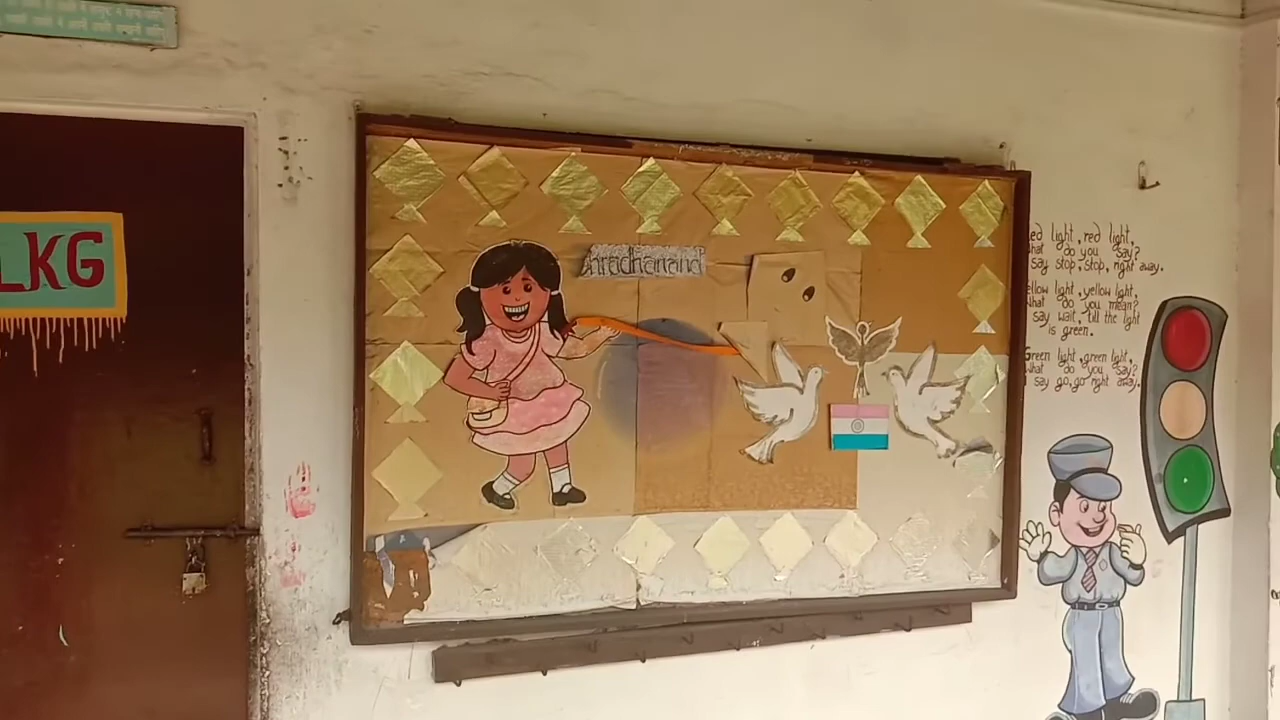 LKG
hradhanand
ed light, red light,
hat do you say?
say stop, stop, right away.
ellow light, yellow light,
what do you mean?
say wait, till the light
is green.
Green light, green light,
What do you say?
I say go, go right away.